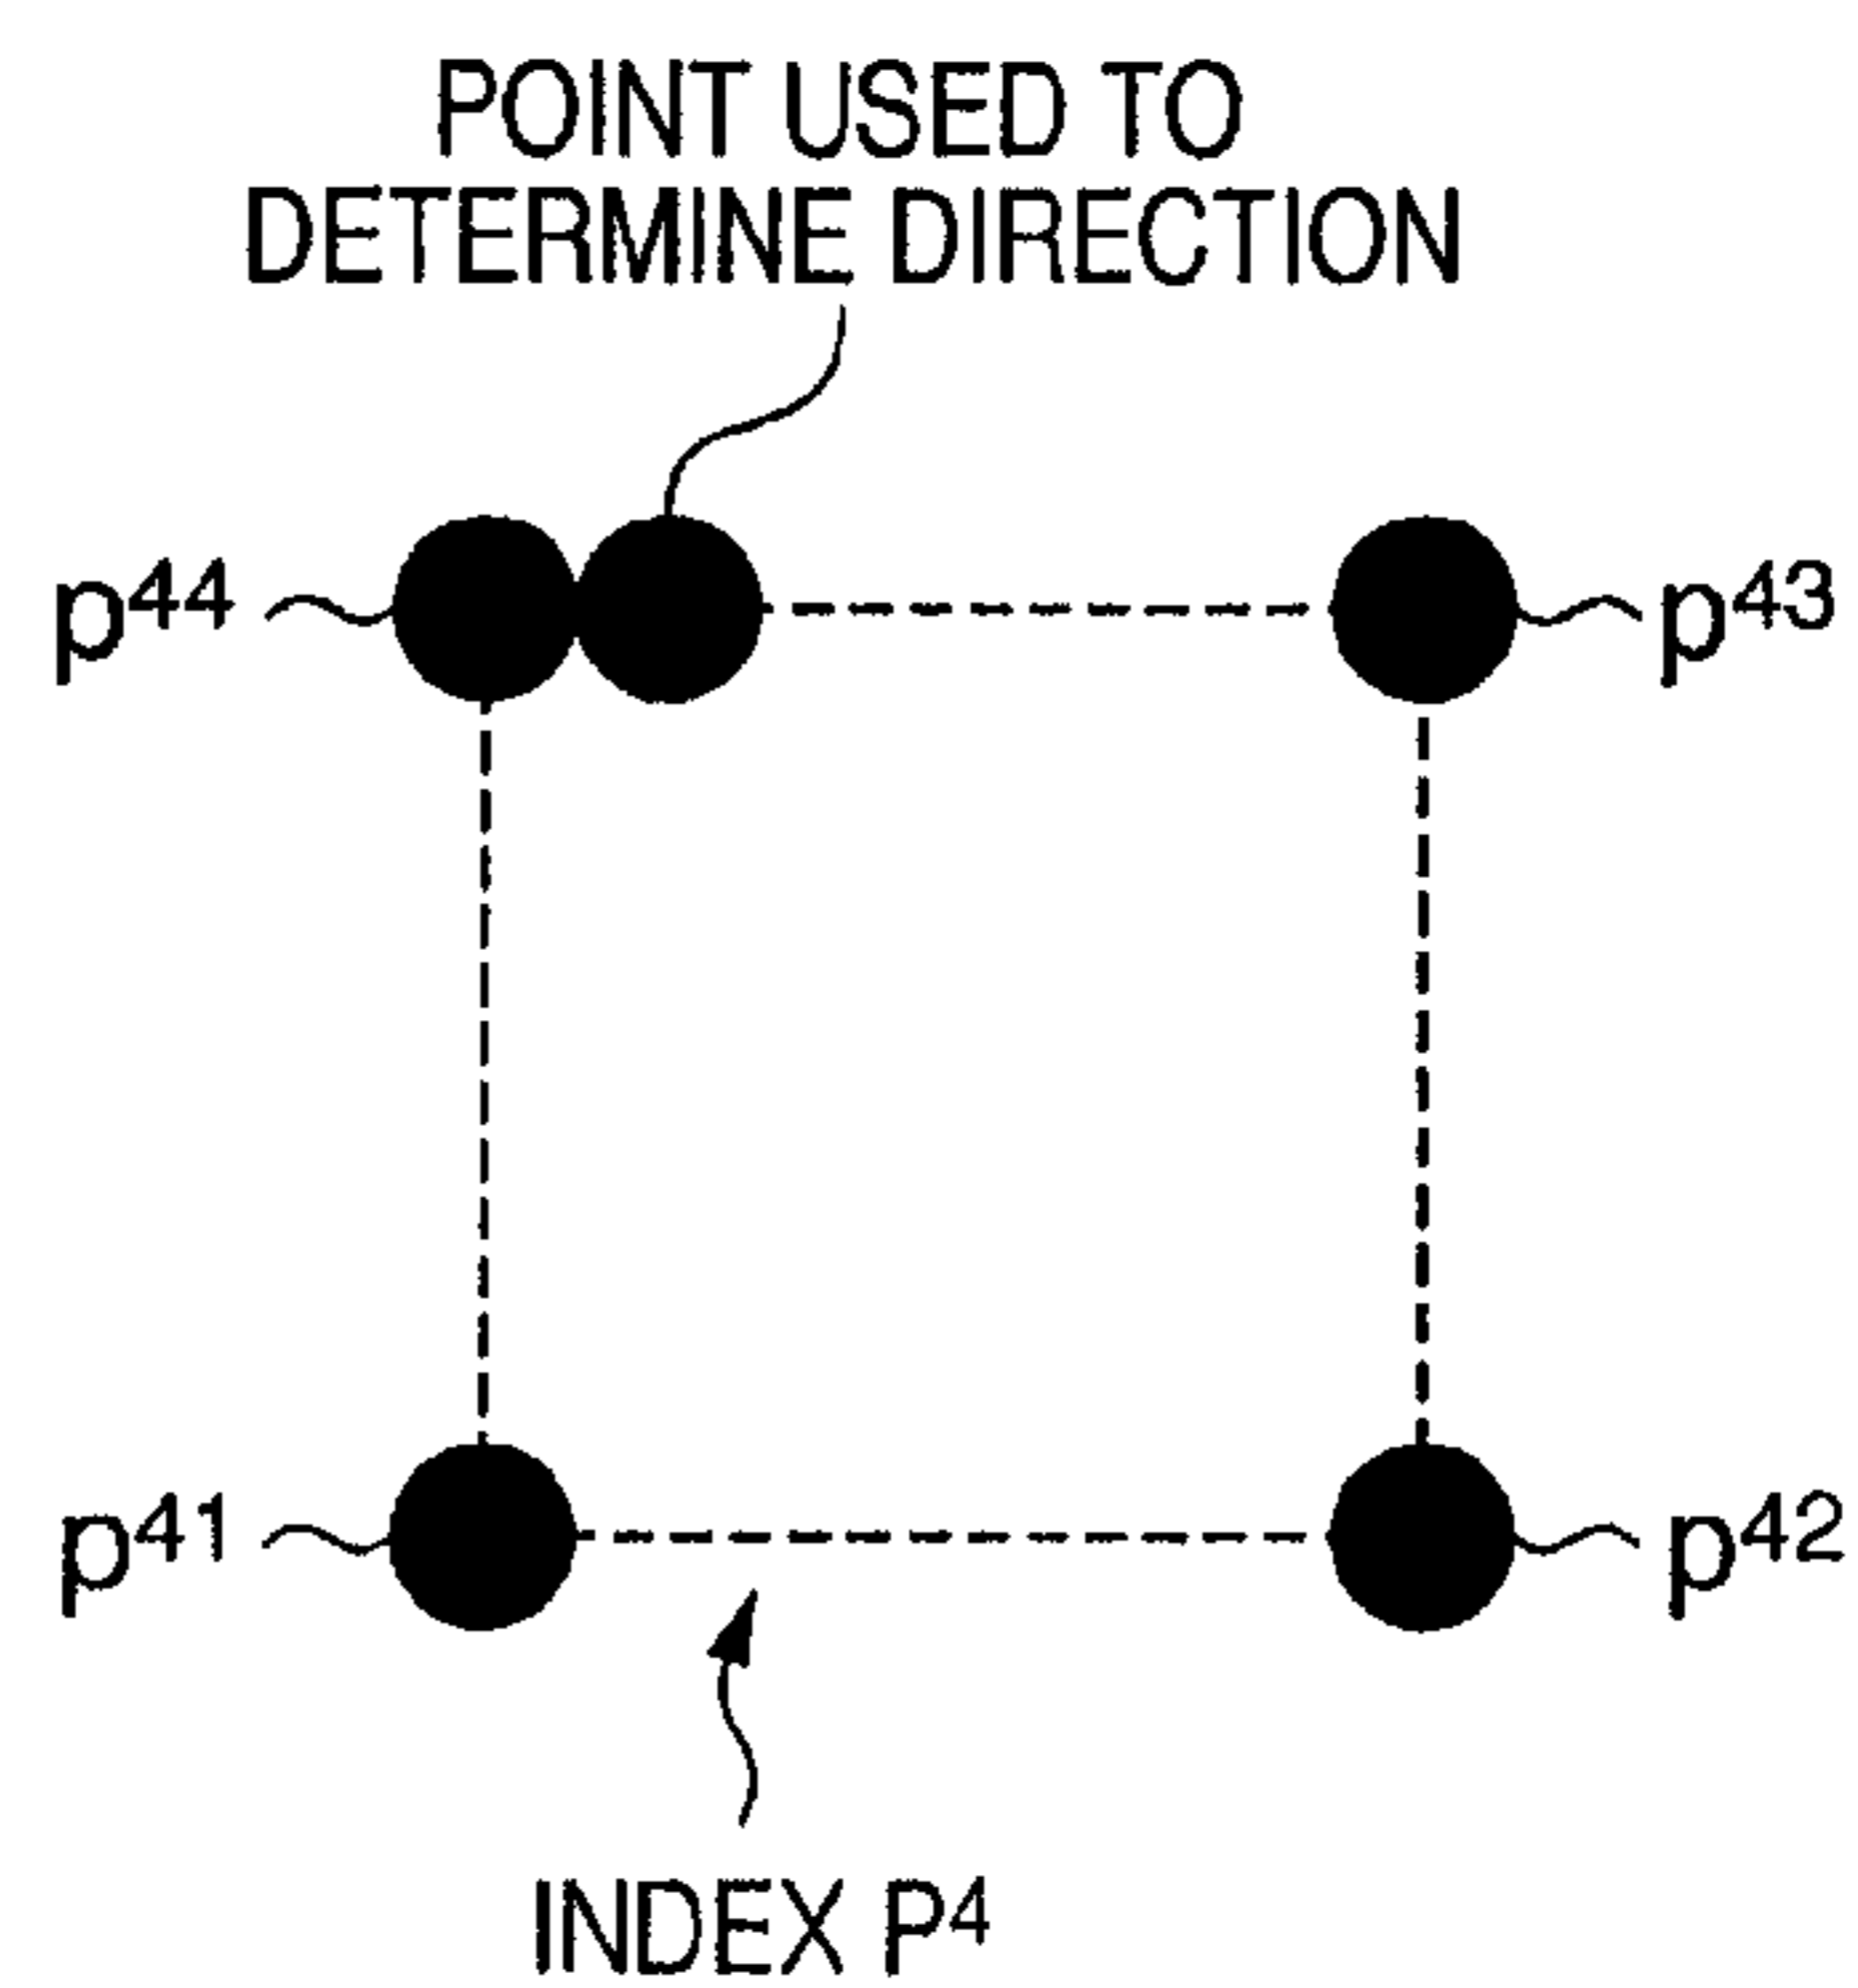 POINT USED TO
DETERMINE DIRECTION
p⁴⁴
p⁴³
p⁴¹
p⁴²
INDEX P⁴